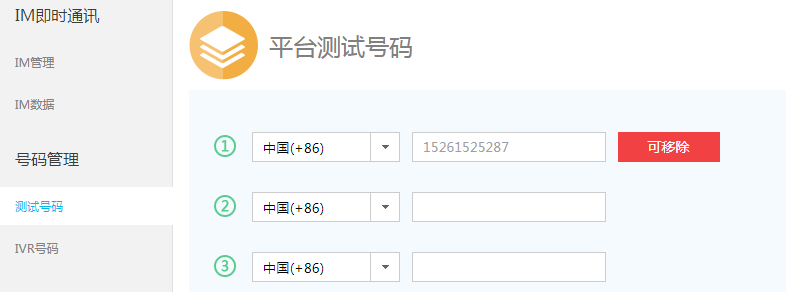 IM即时通讯
IM管理
IM数据
号码管理
测试号码
IVR号码
平台测试号码
① 中国(+86) 15261525287 可移除
② 中国(+86)
③ 中国(+86)